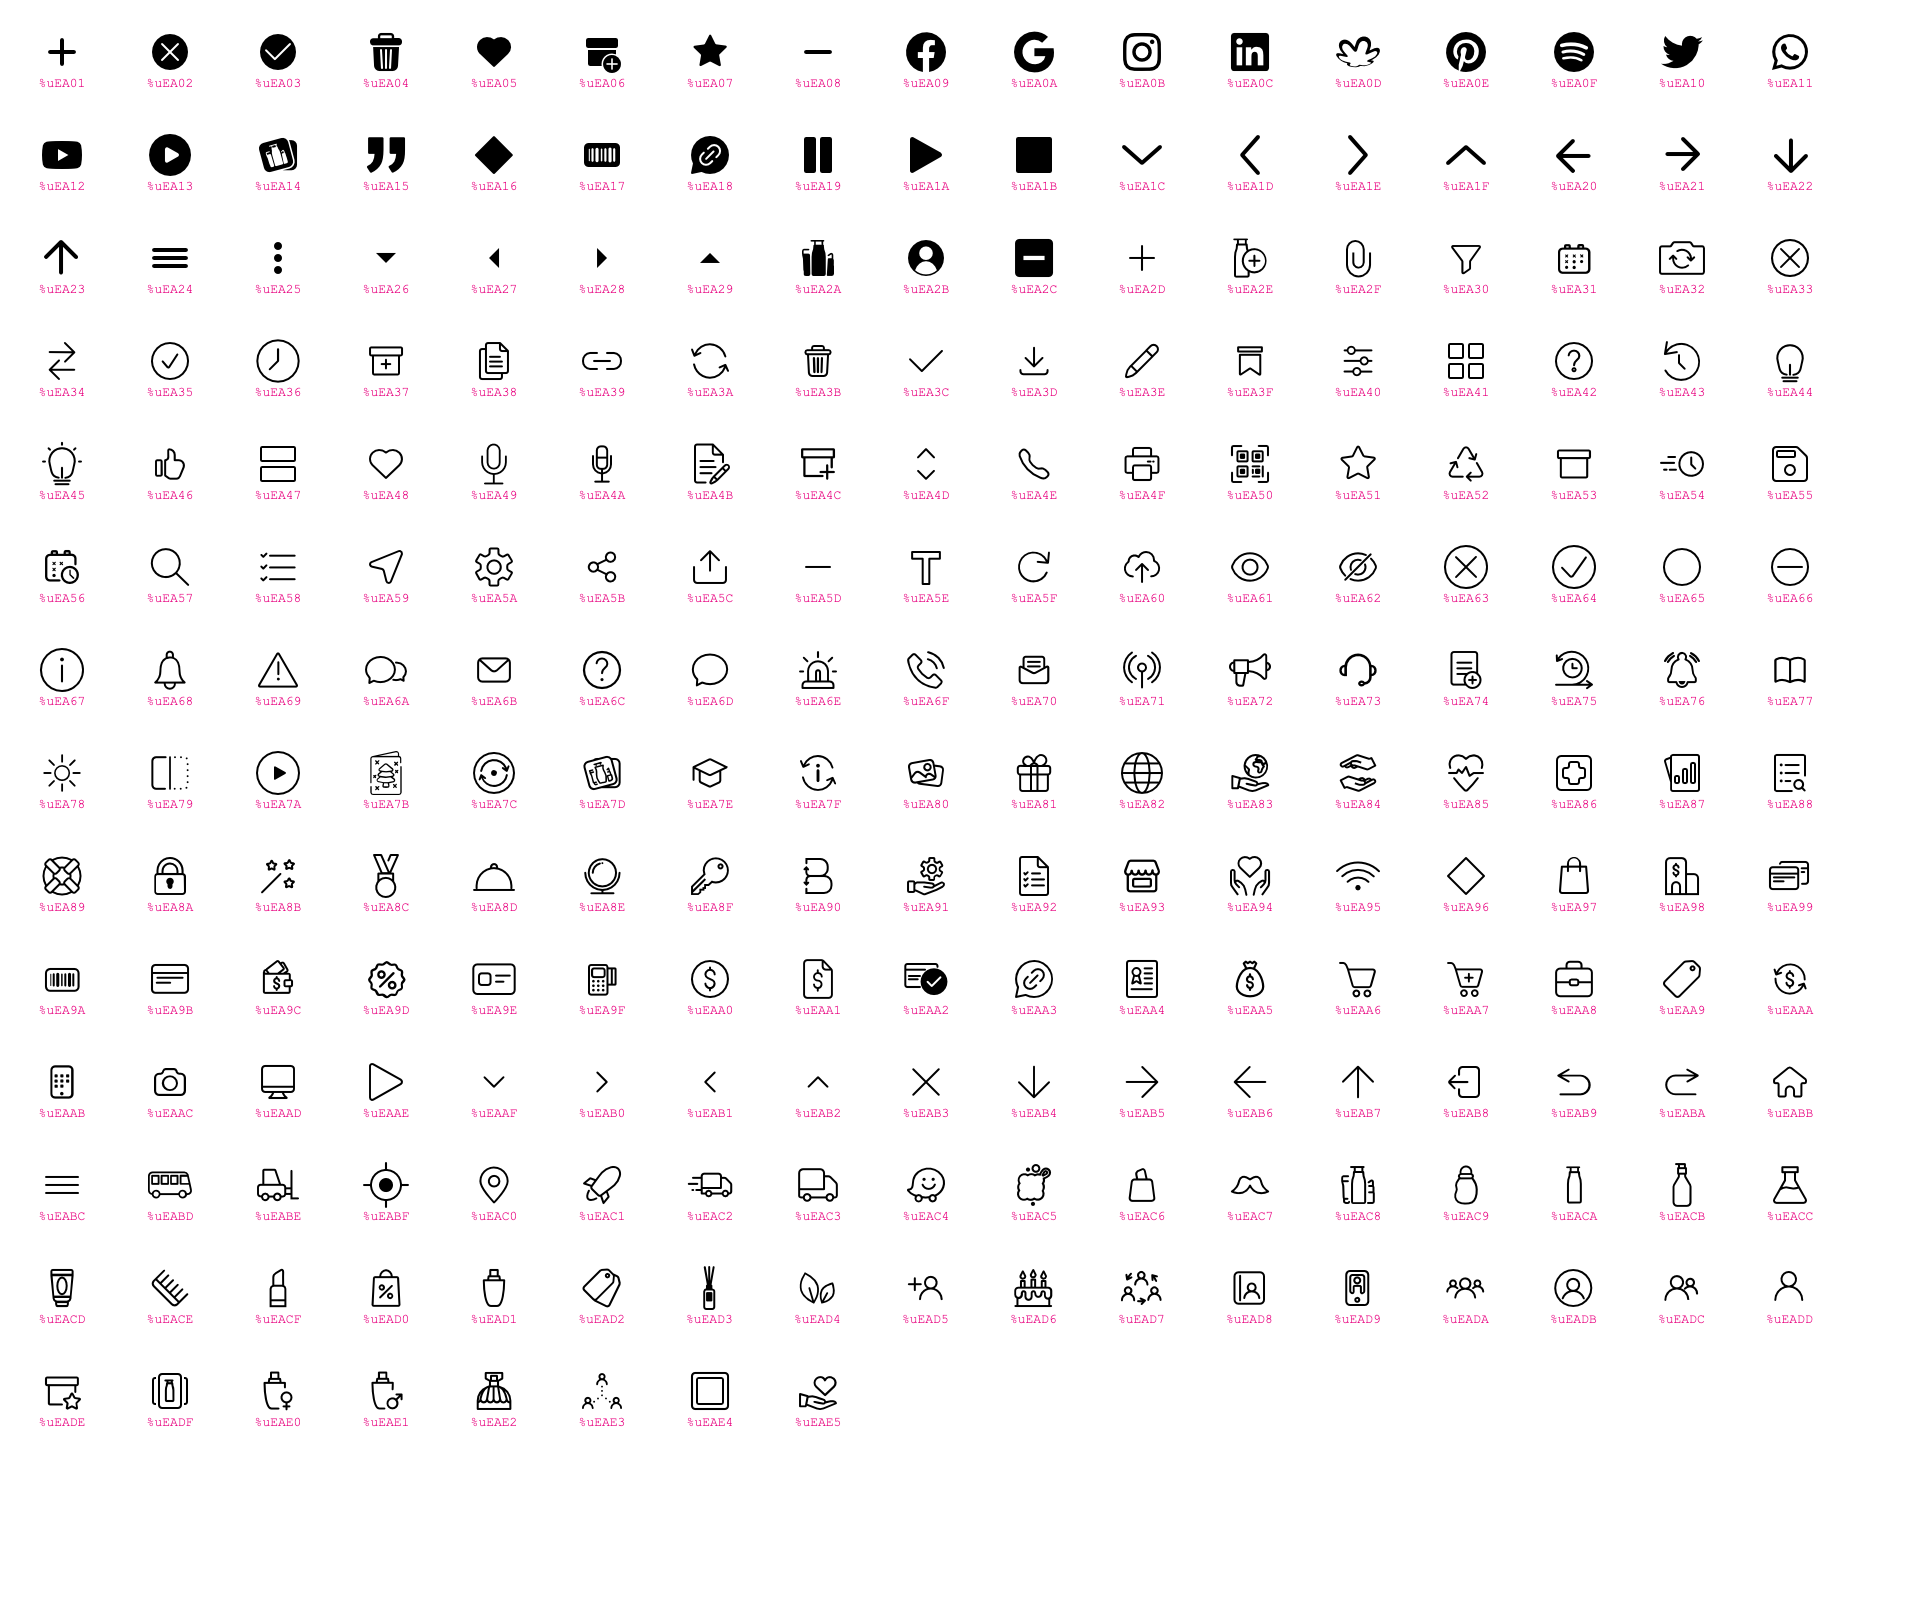 %uEA01 %uEA02 %uEA03 %uEA04 %uEA05 %uEA06 %uEA07 %uEA08 %uEA09 %uEA0A %uEA0B %uEA0C %uEA0D %uEA0E %uEA0F %uEA10 %uEA11
%uEA12 %uEA13 %uEA14 %uEA15 %uEA16 %uEA17 %uEA18 %uEA19 %uEA1A %uEA1B %uEA1C %uEA1D %uEA1E %uEA1F %uEA20 %uEA21 %uEA22
%uEA23 %uEA24 %uEA25 %uEA26 %uEA27 %uEA28 %uEA29 %uEA2A %uEA2B %uEA2C %uEA2D %uEA2E %uEA2F %uEA30 %uEA31 %uEA32 %uEA33
%uEA34 %uEA35 %uEA36 %uEA37 %uEA38 %uEA39 %uEA3A %uEA3B %uEA3C %uEA3D %uEA3E %uEA3F %uEA40 %uEA41 %uEA42 %uEA43 %uEA44
%uEA45 %uEA46 %uEA47 %uEA48 %uEA49 %uEA4A %uEA4B %uEA4C %uEA4D %uEA4E %uEA4F %uEA50 %uEA51 %uEA52 %uEA53 %uEA54 %uEA55
%uEA56 %uEA57 %uEA58 %uEA59 %uEA5A %uEA5B %uEA5C %uEA5D %uEA5E %uEA5F %uEA60 %uEA61 %uEA62 %uEA63 %uEA64 %uEA65 %uEA66
%uEA67 %uEA68 %uEA69 %uEA6A %uEA6B %uEA6C %uEA6D %uEA6E %uEA6F %uEA70 %uEA71 %uEA72 %uEA73 %uEA74 %uEA75 %uEA76 %uEA77
%uEA78 %uEA79 %uEA7A %uEA7B %uEA7C %uEA7D %uEA7E %uEA7F %uEA80 %uEA81 %uEA82 %uEA83 %uEA84 %uEA85 %uEA86 %uEA87 %uEA88
%uEA89 %uEA8A %uEA8B %uEA8C %uEA8D %uEA8E %uEA8F %uEA90 %uEA91 %uEA92 %uEA93 %uEA94 %uEA95 %uEA96 %uEA97 %uEA98 %uEA99
%uEA9A %uEA9B %uEA9C %uEA9D %uEA9E %uEA9F %uEAA0 %uEAA1 %uEAA2 %uEAA3 %uEAA4 %uEAA5 %uEAA6 %uEAA7 %uEAA8 %uEAA9 %uEAAA
%uEAAB %uEAAC %uEAAD %uEAAE %uEAAF %uEAB0 %uEAB1 %uEAB2 %uEAB3 %uEAB4 %uEAB5 %uEAB6 %uEAB7 %uEAB8 %uEAB9 %uEABA %uEABB
%uEABC %uEABD %uEABE %uEABF %uEAC0 %uEAC1 %uEAC2 %uEAC3 %uEAC4 %uEAC5 %uEAC6 %uEAC7 %uEAC8 %uEAC9 %uEACA %uEACB %uEACC
%uEACD %uEACE %uEACF %uEAD0 %uEAD1 %uEAD2 %uEAD3 %uEAD4 %uEAD5 %uEAD6 %uEAD7 %uEAD8 %uEAD9 %uEADA %uEADB %uEADC %uEADD
%uEADE %uEADF %uEAE0 %uEAE1 %uEAE2 %uEAE3 %uEAE4 %uEAE5